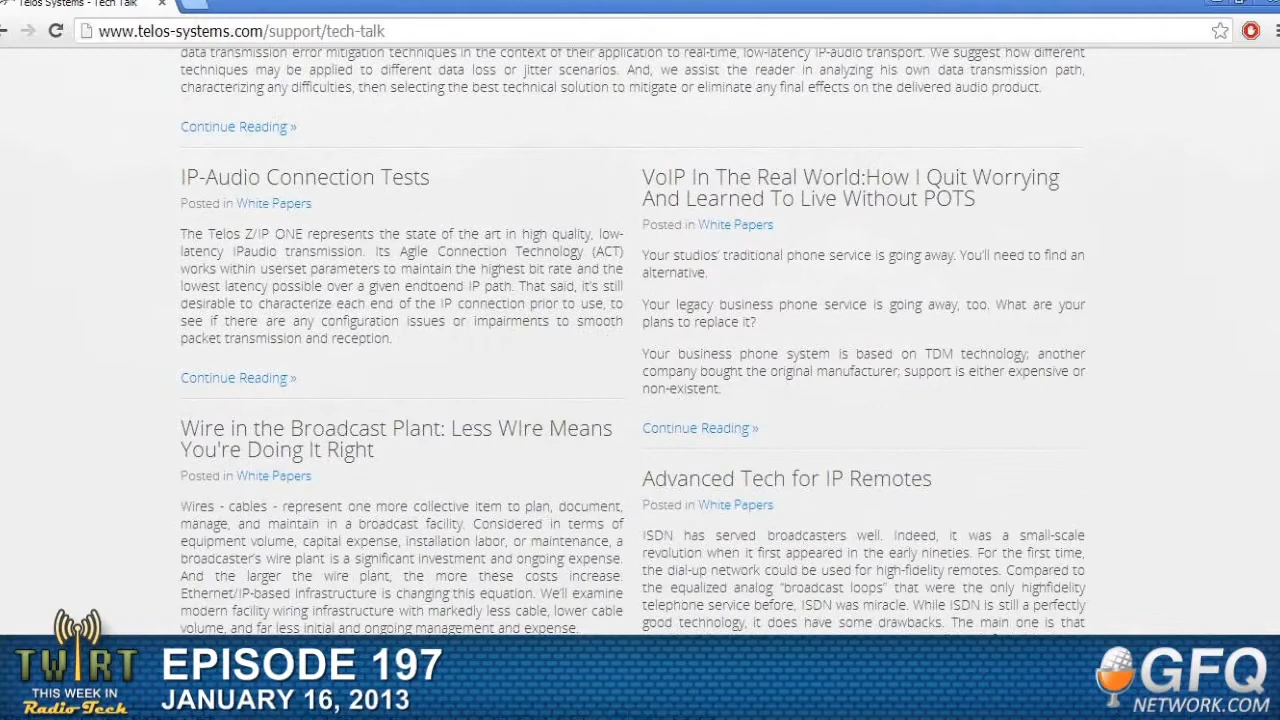 Telos Systems - Tech Talk
www.telos-systems.com/support/tech-talk
data transmission error mitigation techniques in the context of their application to real-time, low-latency IP-audio transport. We suggest how different
techniques may be applied to different data loss or jitter scenarios. And, we assist the reader in analyzing his own data transmission path,
characterizing any difficulties, then selecting the best technical solution to mitigate or eliminate any final effects on the delivered audio product.
Continue Reading »
IP-Audio Connection Tests
Posted in White Papers
The Telos Z/IP ONE represents the state of the art in high quality, low-
latency iPaudio transmission. Its Agile Connection Technology (ACT)
works within userset parameters to maintain the highest bit rate and the
lowest latency possible over a given endtoend IP path. That said, it's still
desirable to characterize each end of the IP connection prior to use, to
see if there are any configuration issues or impairments to smooth
packet transmission and reception.
Continue Reading »
Wire in the Broadcast Plant: Less WIre Means
You're Doing It Right
Posted in White Papers
Wires - cables - represent one more collective item to plan, document,
manage, and maintain in a broadcast facility. Considered in terms of
equipment volume, capital expense, installation labor, or maintenance, a
broadcaster's wire plant is a significant investment and ongoing expense.
And the larger the wire plant, the more these costs increase.
Ethernet/IP-based infrastructure is changing this equation. We'll examine
modern facility wiring infrastructure with markedly less cable, lower cable
volume, and far less initial and ongoing management and expense.
VoIP In The Real World:How I Quit Worrying
And Learned To Live Without POTS
Posted in White Papers
Your studios' traditional phone service is going away. You'll need to find an
alternative.
Your legacy business phone service is going away, too. What are your
plans to replace it?
Your business phone system is based on TDM technology; another
company bought the original manufacturer; support is either expensive or
non-existent.
Continue Reading »
Advanced Tech for IP Remotes
Posted in White Papers
ISDN has served broadcasters well. Indeed, it was a small-scale
revolution when it first appeared in the early nineties. For the first time,
the dial-up network could be used for high-fidelity remotes. Compared to
the equalized analog "broadcast loops" that were the only highfidelity
telephone service before, ISDN was miracle. While ISDN is still a perfectly
good technology, it does have some drawbacks. The main one is that
TWIRT
THIS WEEK IN
Radio Tech
EPISODE 197
JANUARY 16, 2013
GFQ
NETWORK.COM